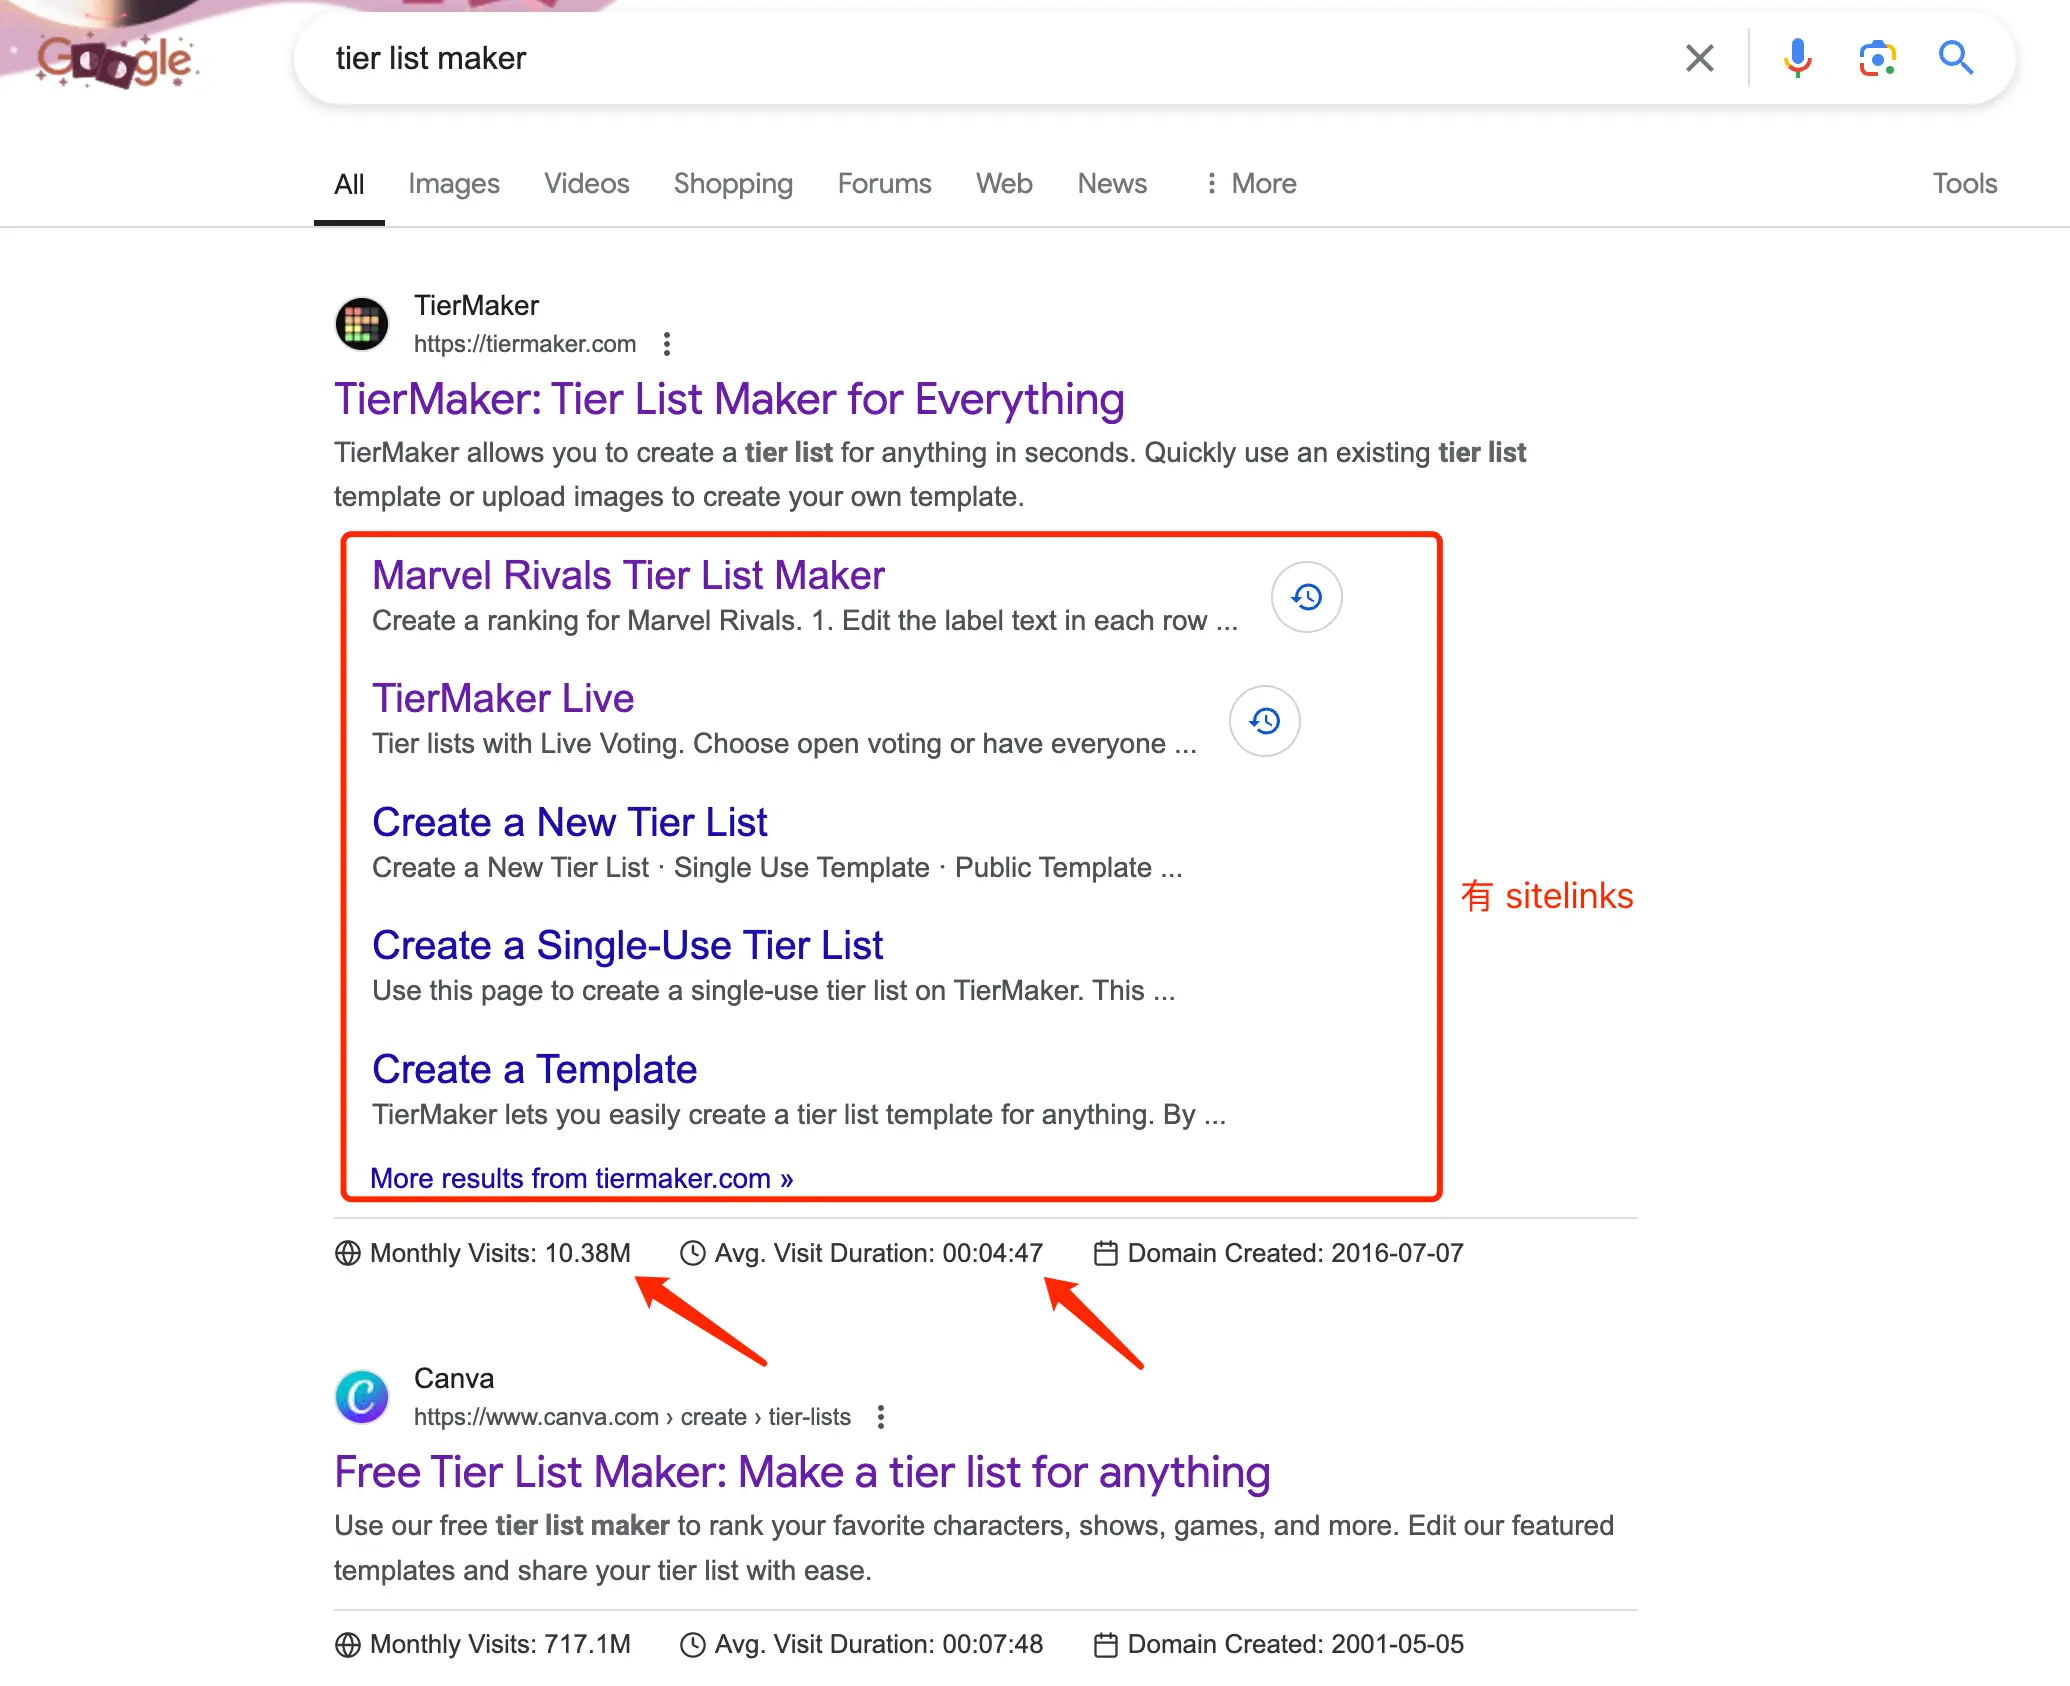 Google
tier list maker
All Images Videos Shopping Forums Web News More Tools
TierMaker
https://tiermaker.com
TierMaker: Tier List Maker for Everything
TierMaker allows you to create a tier list for anything in seconds. Quickly use an existing tier list
template or upload images to create your own template.
Marvel Rivals Tier List Maker
Create a ranking for Marvel Rivals. 1. Edit the label text in each row ...
TierMaker Live
Tier lists with Live Voting. Choose open voting or have everyone ...
Create a New Tier List
Create a New Tier List · Single Use Template · Public Template ...
有 sitelinks
Create a Single-Use Tier List
Use this page to create a single-use tier list on TierMaker. This ...
Create a Template
TierMaker lets you easily create a tier list template for anything. By ...
More results from tiermaker.com »
Monthly Visits: 10.38M Avg. Visit Duration: 00:04:47 Domain Created: 2016-07-07
Canva
https://www.canva.com › create › tier-lists
Free Tier List Maker: Make a tier list for anything
Use our free tier list maker to rank your favorite characters, shows, games, and more. Edit our featured
templates and share your tier list with ease.
Monthly Visits: 717.1M Avg. Visit Duration: 00:07:48 Domain Created: 2001-05-05